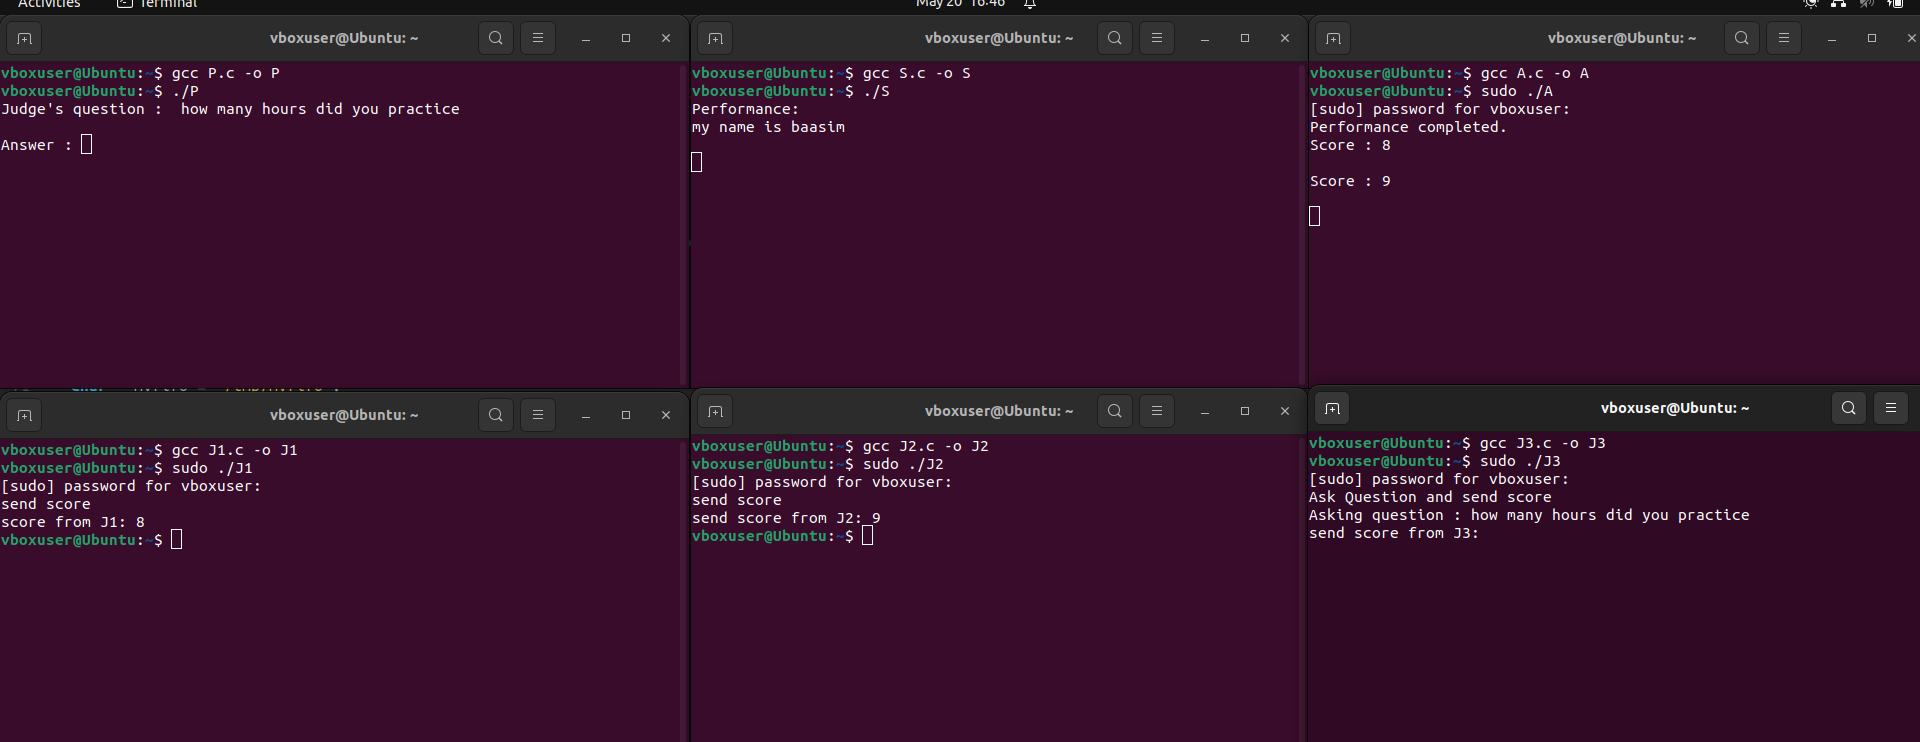 Activities
Terminal
May 20 16:46
vboxuser@Ubuntu: ~
vboxuser@Ubuntu:~$ gcc P.c -o P
vboxuser@Ubuntu:~$ ./P
Judge's question :  how many hours did you practice
Answer :
vboxuser@Ubuntu: ~
vboxuser@Ubuntu:~$ gcc S.c -o S
vboxuser@Ubuntu:~$ ./S
Performance:
my name is baasim
vboxuser@Ubuntu: ~
vboxuser@Ubuntu:~$ gcc A.c -o A
vboxuser@Ubuntu:~$ sudo ./A
[sudo] password for vboxuser:
Performance completed.
Score : 8
Score : 9
vboxuser@Ubuntu: ~
vboxuser@Ubuntu:~$ gcc J1.c -o J1
vboxuser@Ubuntu:~$ sudo ./J1
[sudo] password for vboxuser:
send score
score from J1: 8
vboxuser@Ubuntu:~$
vboxuser@Ubuntu: ~
vboxuser@Ubuntu:~$ gcc J2.c -o J2
vboxuser@Ubuntu:~$ sudo ./J2
[sudo] password for vboxuser:
send score
send score from J2: 9
vboxuser@Ubuntu:~$
vboxuser@Ubuntu: ~
vboxuser@Ubuntu:~$ gcc J3.c -o J3
vboxuser@Ubuntu:~$ sudo ./J3
[sudo] password for vboxuser:
Ask Question and send score
Asking question : how many hours did you practice
send score from J3: